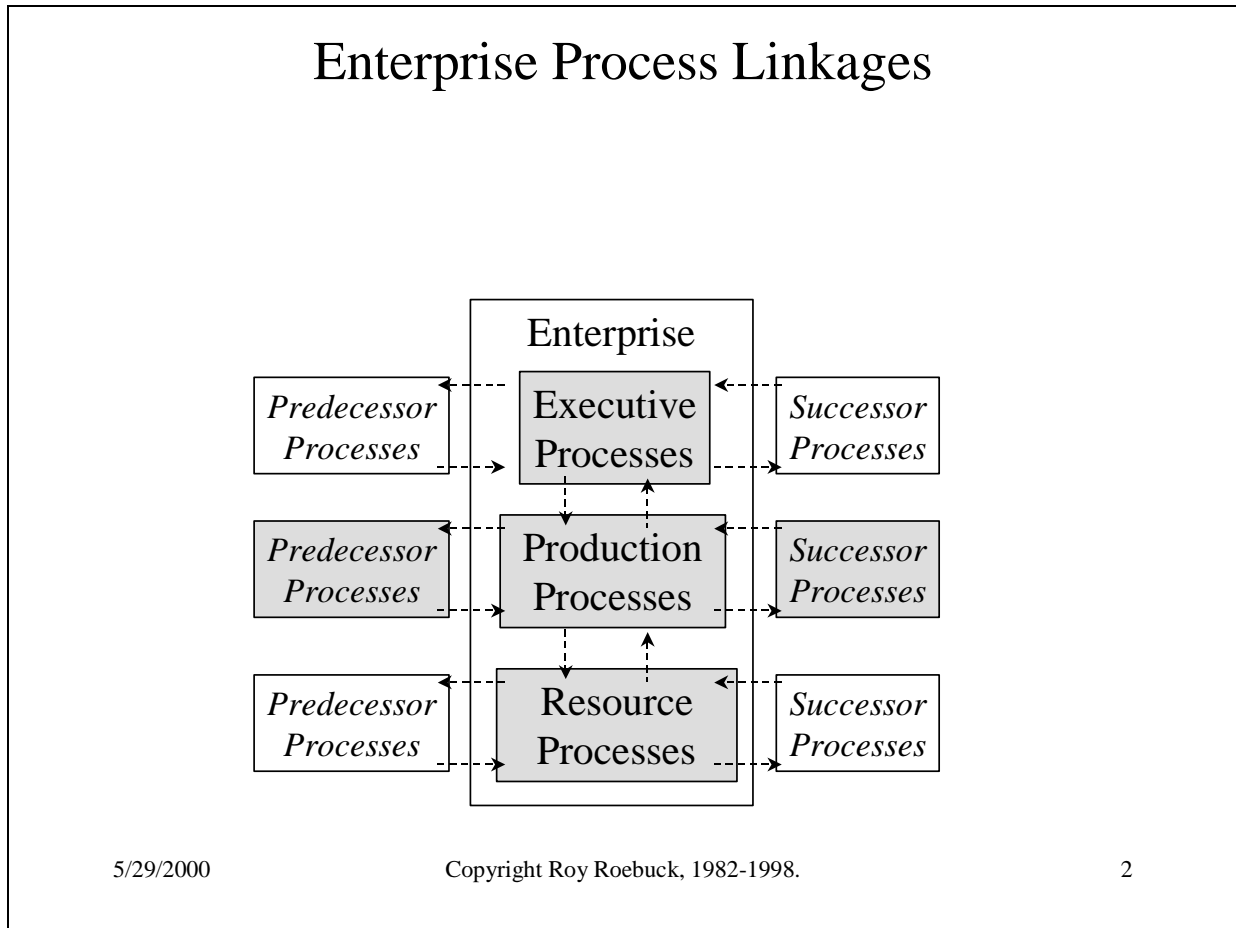 Enterprise Process Linkages
Enterprise
Predecessor
Processes
Executive
Processes
Successor
Processes
Predecessor
Processes
Production
Processes
Successor
Processes
Predecessor
Processes
Resource
Processes
Successor
Processes
5/29/2000
Copyright Roy Roebuck, 1982-1998.
2